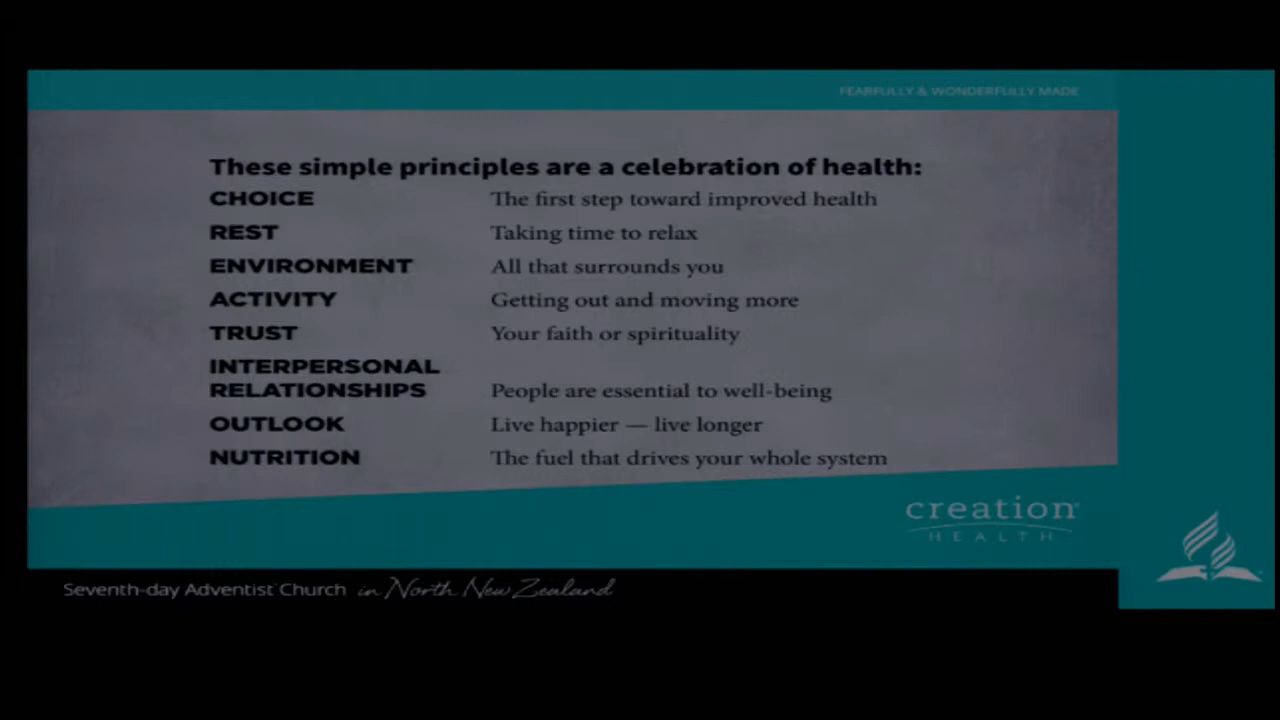 FEARFULLY & WONDERFULLY MADE
These simple principles are a celebration of health:
CHOICE The first step toward improved health
REST Taking time to relax
ENVIRONMENT All that surrounds you
ACTIVITY Getting out and moving more
TRUST Your faith or spirituality
INTERPERSONAL
RELATIONSHIPS People are essential to well-being
OUTLOOK Live happier — live longer
NUTRITION The fuel that drives your whole system
creation
HEALTH
Seventh-day Adventist Church in North New Zealand